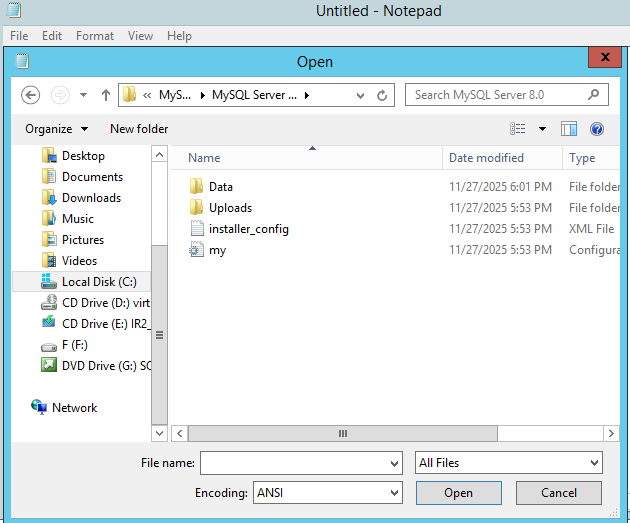 Untitled - Notepad
File Edit Format View Help
Open
« MyS... MySQL Server ... Search MySQL Server 8.0
Organize New folder
Name Date modified Type
Desktop
Documents
Downloads
Music
Pictures
Videos
Local Disk (C:)
CD Drive (D:) virt
CD Drive (E:) IR2_
F (F:)
DVD Drive (G:) SC
Network
Data 11/27/2025 6:01 PM File folder
Uploads 11/27/2025 5:53 PM File folder
installer_config 11/27/2025 5:53 PM XML File
my 11/27/2025 5:53 PM Configura
File name: All Files
Encoding: ANSI Open Cancel